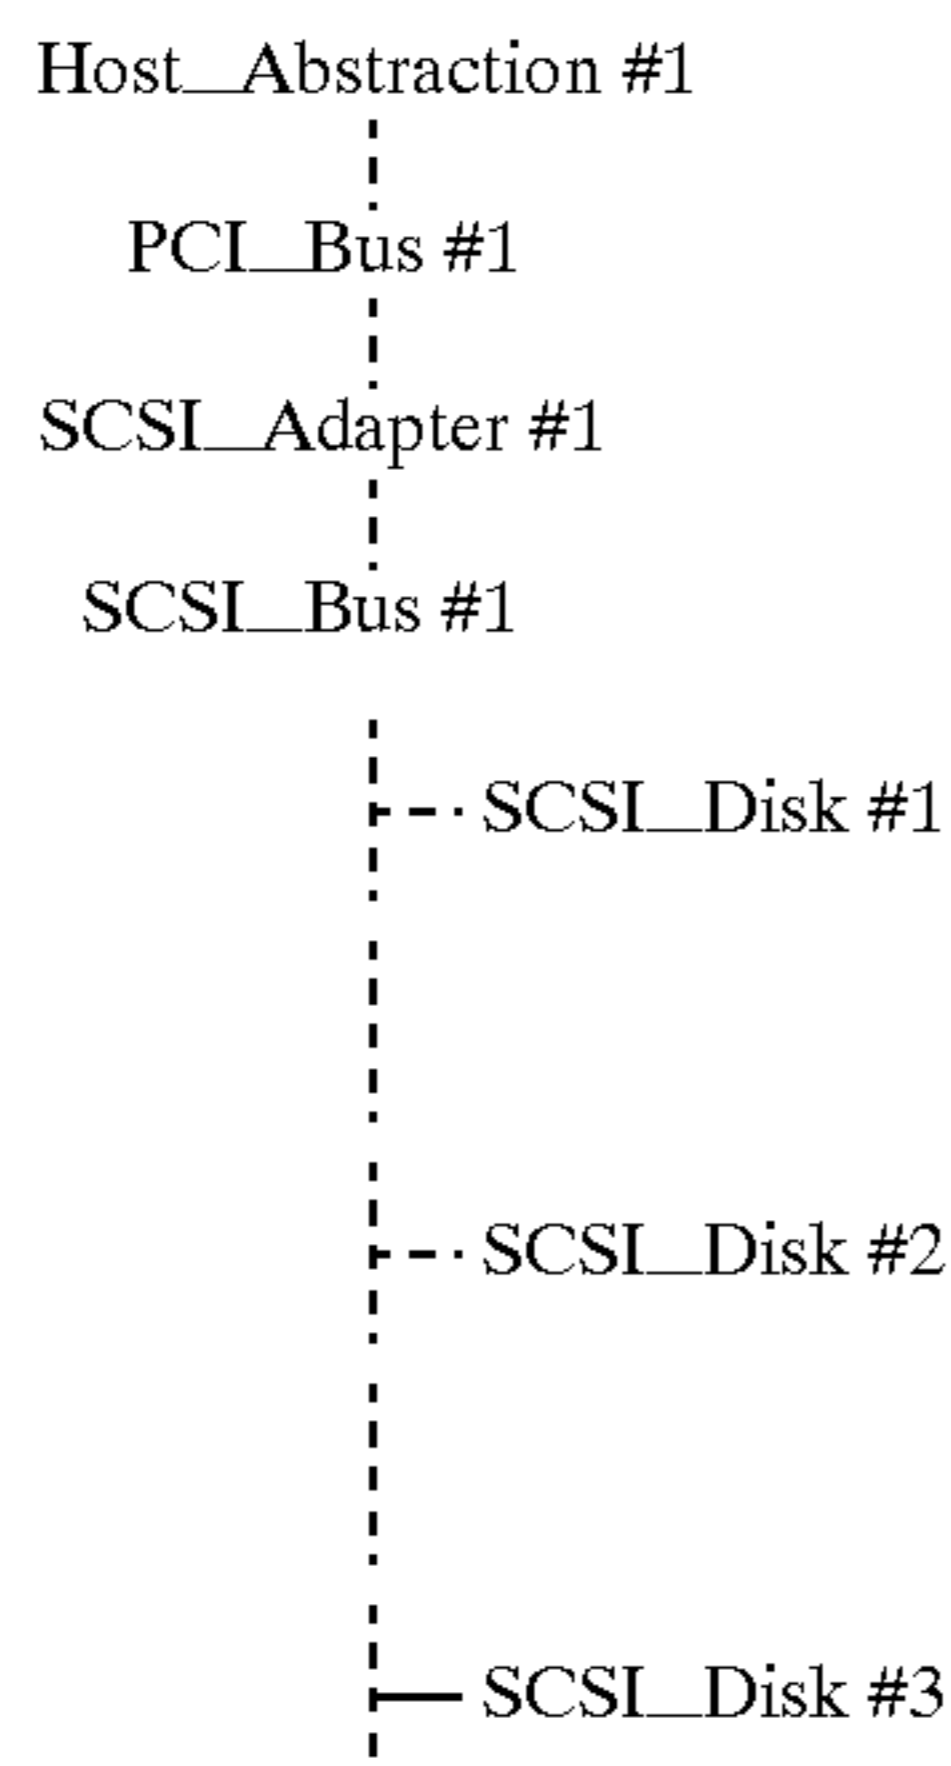 Host_Abstraction #1
PCI_Bus #1
SCSI_Adapter #1
SCSI_Bus #1
SCSI_Disk #1
SCSI_Disk #2
SCSI_Disk #3